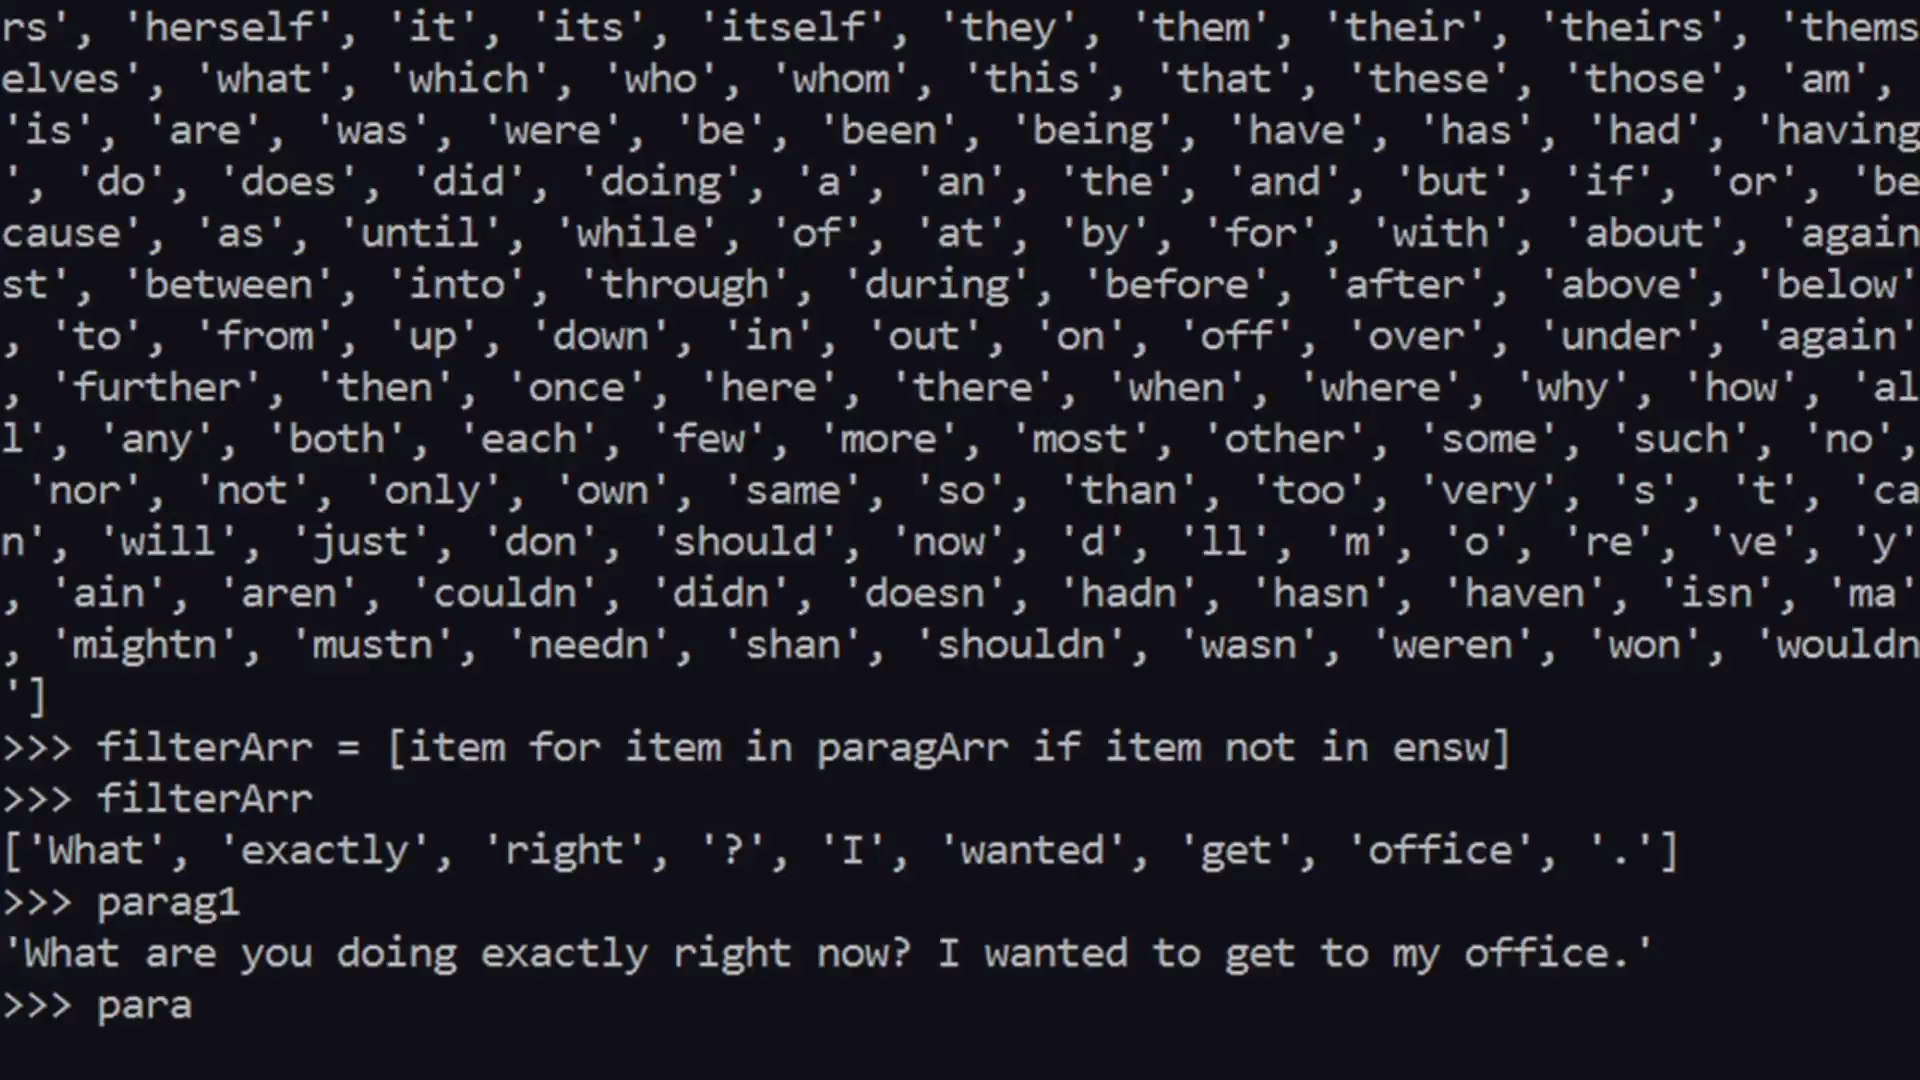 rs', 'herself', 'it', 'its', 'itself', 'they', 'them', 'their', 'theirs', 'thems
elves', 'what', 'which', 'who', 'whom', 'this', 'that', 'these', 'those', 'am',
'is', 'are', 'was', 'were', 'be', 'been', 'being', 'have', 'has', 'had', 'having
', 'do', 'does', 'did', 'doing', 'a', 'an', 'the', 'and', 'but', 'if', 'or', 'be
cause', 'as', 'until', 'while', 'of', 'at', 'by', 'for', 'with', 'about', 'again
st', 'between', 'into', 'through', 'during', 'before', 'after', 'above', 'below'
, 'to', 'from', 'up', 'down', 'in', 'out', 'on', 'off', 'over', 'under', 'again'
, 'further', 'then', 'once', 'here', 'there', 'when', 'where', 'why', 'how', 'al
l', 'any', 'both', 'each', 'few', 'more', 'most', 'other', 'some', 'such', 'no',
'nor', 'not', 'only', 'own', 'same', 'so', 'than', 'too', 'very', 's', 't', 'ca
n', 'will', 'just', 'don', 'should', 'now', 'd', 'll', 'm', 'o', 're', 've', 'y'
, 'ain', 'aren', 'couldn', 'didn', 'doesn', 'hadn', 'hasn', 'haven', 'isn', 'ma'
, 'mightn', 'mustn', 'needn', 'shan', 'shouldn', 'wasn', 'weren', 'won', 'wouldn
']
>>> filterArr = [item for item in paragArr if item not in ensw]
>>> filterArr
['What', 'exactly', 'right', '?', 'I', 'wanted', 'get', 'office', '.']
>>> parag1
'What are you doing exactly right now? I wanted to get to my office.'
>>> para